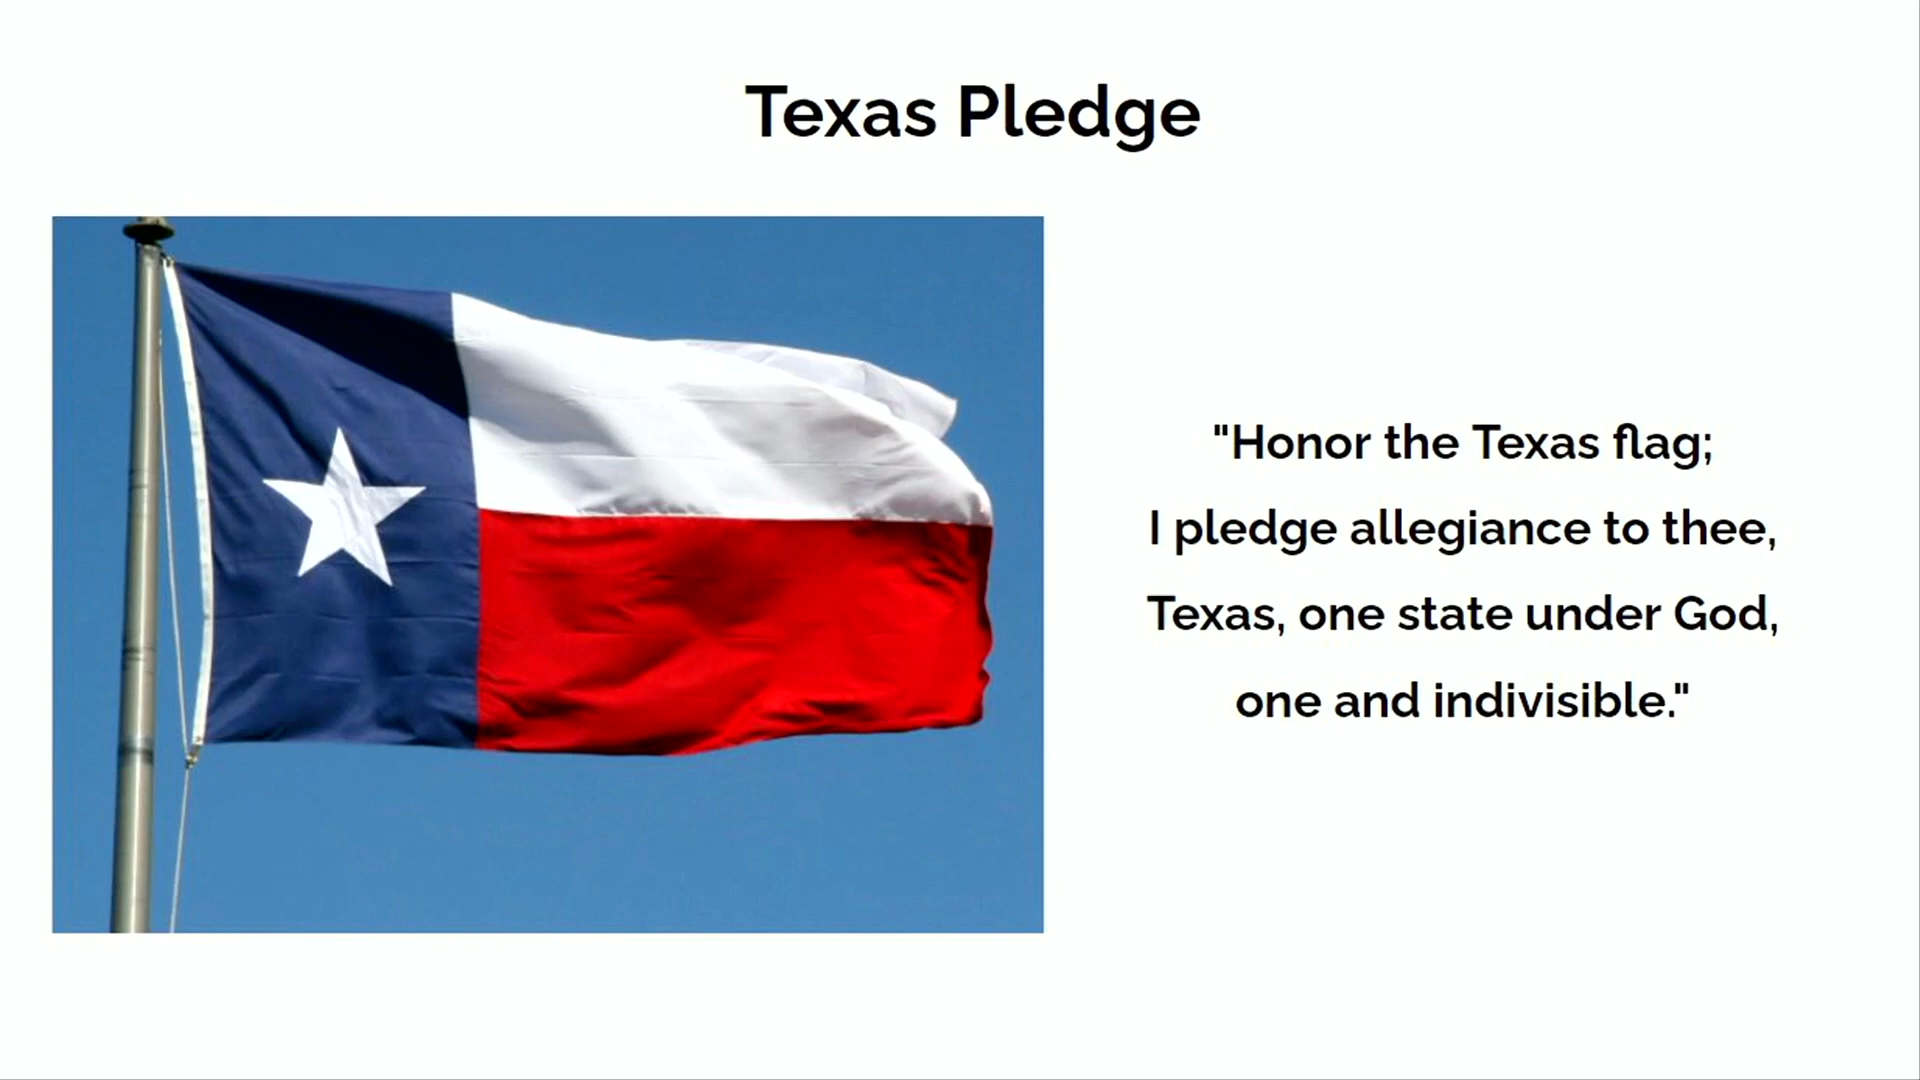 Texas Pledge
"Honor the Texas flag;
I pledge allegiance to thee,
Texas, one state under God,
one and indivisible."